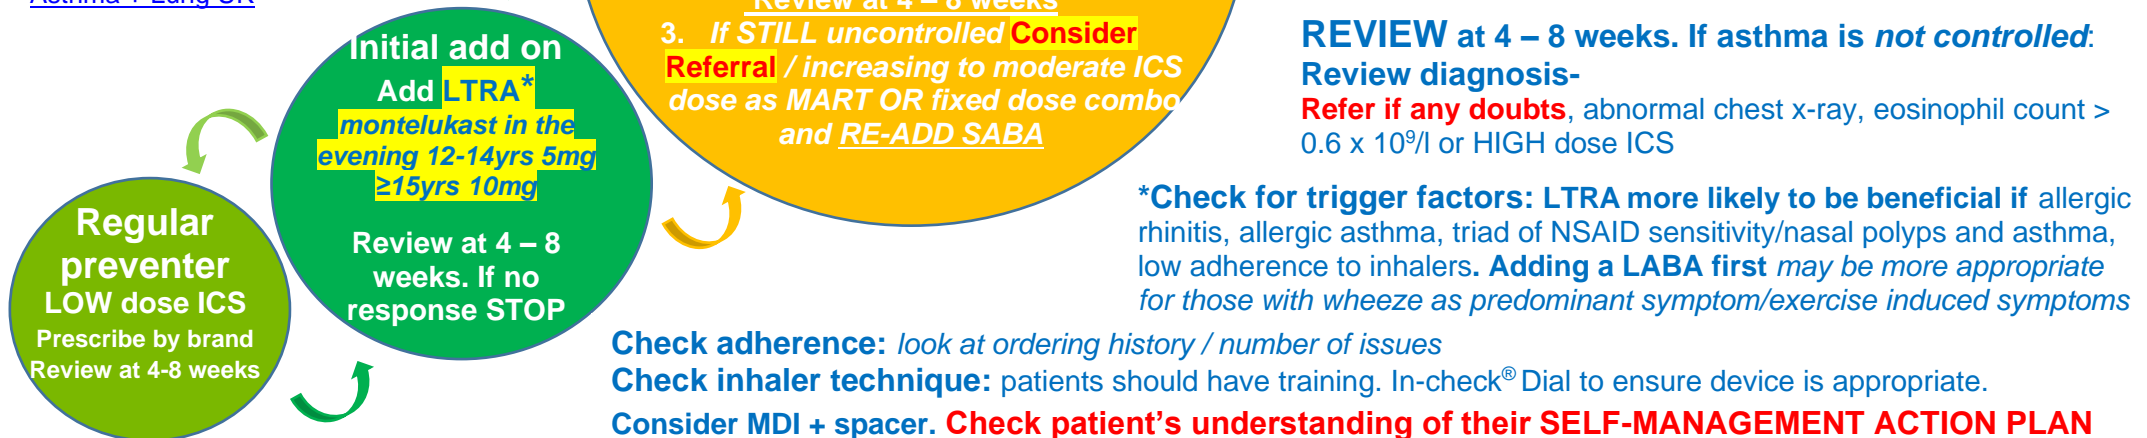 Asthma + Lung UK
Regular
preventer
LOW dose ICS
Prescribe by brand
Review at 4-8 weeks
Initial add on
Add LTRA*
montelukast in the
evening 12-14yrs 5mg
≥15yrs 10mg
Review at 4 – 8
weeks. If no
response STOP
Review at 4 – 8 weeks
3. If STILL uncontrolled Consider
Referral / increasing to moderate ICS
dose as MART OR fixed dose combo
and RE-ADD SABA
REVIEW at 4 – 8 weeks. If asthma is not controlled:
Review diagnosis-
Refer if any doubts, abnormal chest x-ray, eosinophil count >
0.6 x 10⁹/l or HIGH dose ICS
*Check for trigger factors: LTRA more likely to be beneficial if allergic
rhinitis, allergic asthma, triad of NSAID sensitivity/nasal polyps and asthma,
low adherence to inhalers. Adding a LABA first may be more appropriate
for those with wheeze as predominant symptom/exercise induced symptoms
Check adherence: look at ordering history / number of issues
Check inhaler technique: patients should have training. In-check® Dial to ensure device is appropriate.
Consider MDI + spacer. Check patient's understanding of their SELF-MANAGEMENT ACTION PLAN